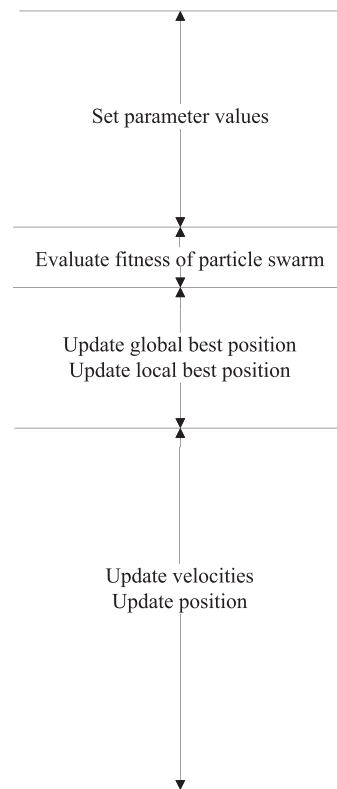 Set parameter values
Evaluate fitness of particle swarm
Update global best position
Update local best position
Update velocities
Update position